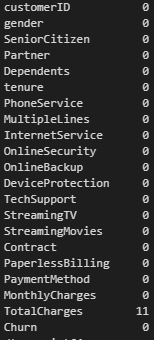 customerID 0
gender 0
SeniorCitizen 0
Partner 0
Dependents 0
tenure 0
PhoneService 0
MultipleLines 0
InternetService 0
OnlineSecurity 0
OnlineBackup 0
DeviceProtection 0
TechSupport 0
StreamingTV 0
StreamingMovies 0
Contract 0
PaperlessBilling 0
PaymentMethod 0
MonthlyCharges 0
TotalCharges 11
Churn 0